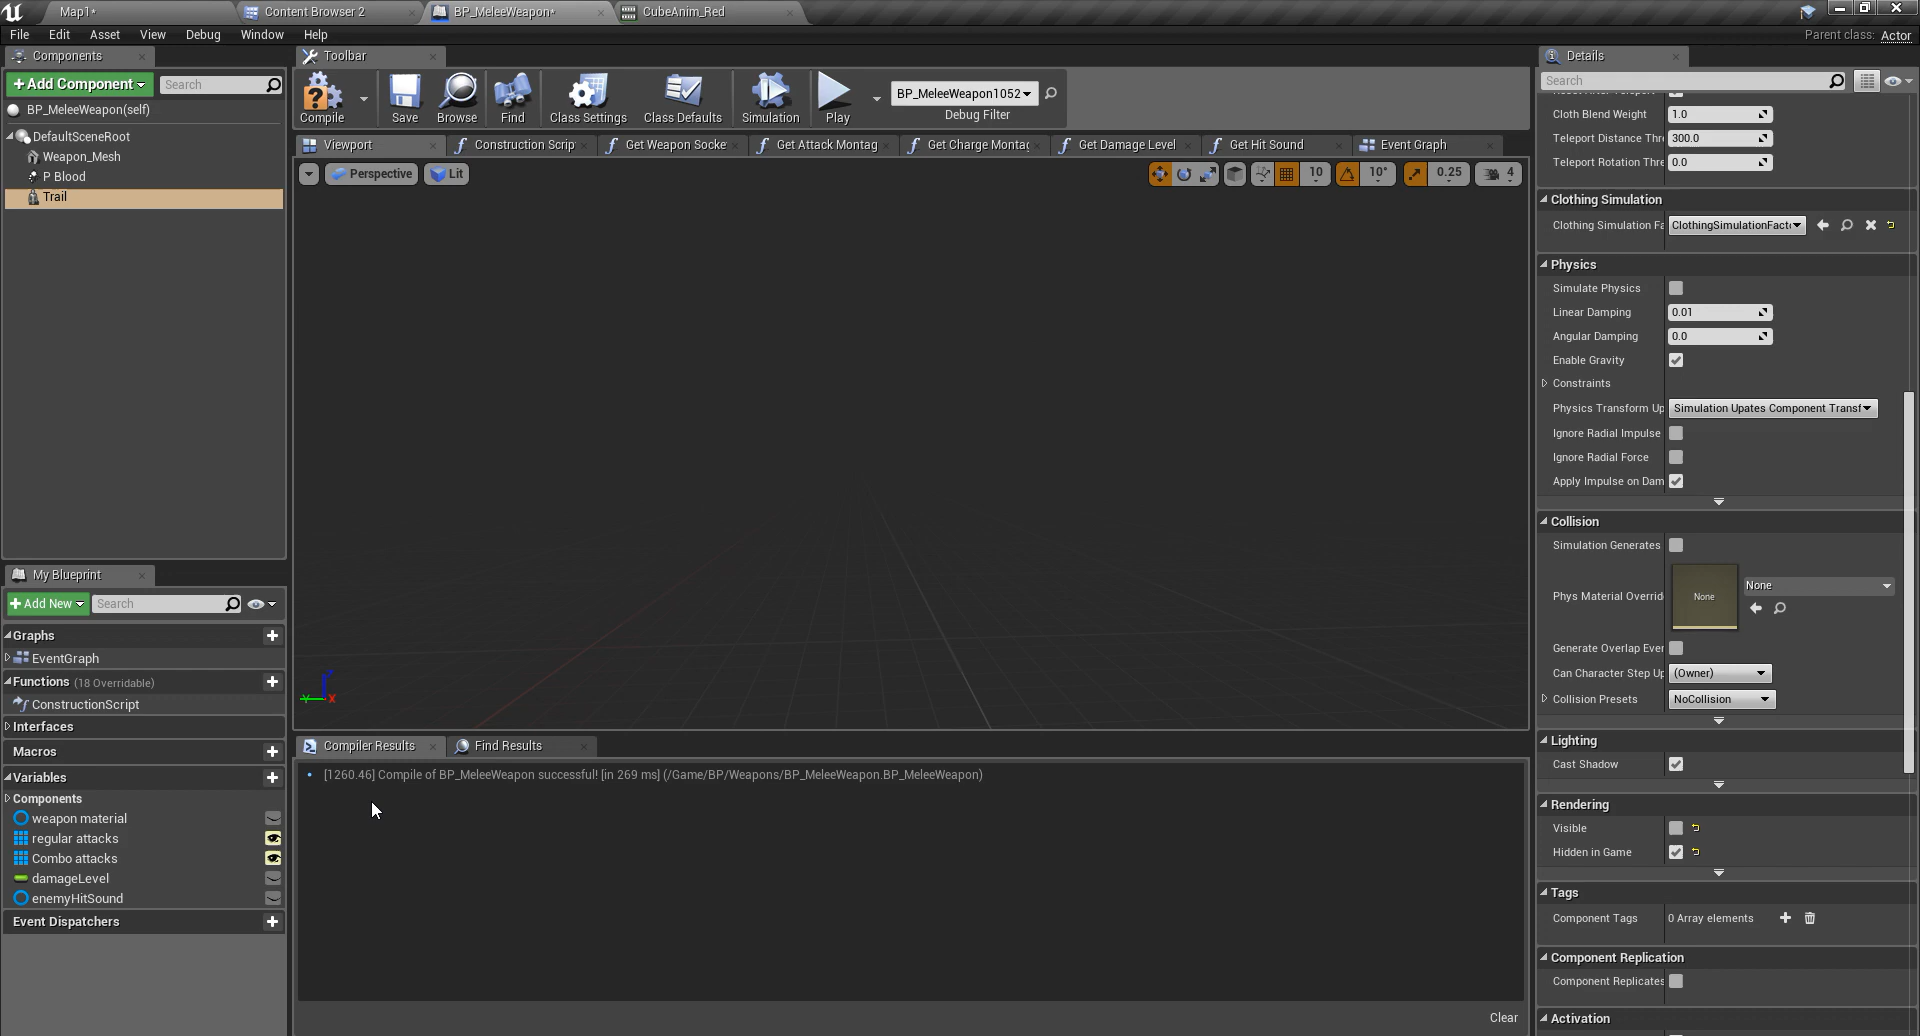 Map1*
Content Browser 2
BP_MeleeWeapon*
CubeAnim_Red
File Edit Asset View Debug Window Help
Parent class: Actor
Components
Toolbar
Details
+Add Component
Search
BP_MeleeWeapon(self)
DefaultSceneRoot
Weapon_Mesh
P Blood
Trail
Compile
Save
Browse
Find
Class Settings
Class Defaults
Simulation
Play
BP_MeleeWeapon1052
Debug Filter
Viewport
Construction Scrip
Get Weapon Socke
Get Attack Montag
Get Charge Montag
Get Damage Level
Get Hit Sound
Event Graph
Perspective
Lit
10
10°
0.25
4
My Blueprint
+Add New
Search
Graphs
EventGraph
Functions (18 Overridable)
ConstructionScript
Interfaces
Macros
Variables
Components
weapon material
regular attacks
Combo attacks
damageLevel
enemyHitSound
Event Dispatchers
Compiler Results
Find Results
[1260.46] Compile of BP_MeleeWeapon successful! [in 269 ms] (/Game/BP/Weapons/BP_MeleeWeapon.BP_MeleeWeapon)
Clear
Search
Cloth Blend Weight 1.0
Teleport Distance Thre 300.0
Teleport Rotation Thre 0.0
Clothing Simulation
Clothing Simulation Fa ClothingSimulationFact
Physics
Simulate Physics
Linear Damping 0.01
Angular Damping 0.0
Enable Gravity
Constraints
Physics Transform Up Simulation Upates Component Transf
Ignore Radial Impulse
Ignore Radial Force
Apply Impulse on Dam
Collision
Simulation Generates
Phys Material Overrid None None
Generate Overlap Ever
Can Character Step Up (Owner)
Collision Presets NoCollision
Lighting
Cast Shadow
Rendering
Visible
Hidden in Game
Tags
Component Tags 0 Array elements
Component Replication
Component Replicates
Activation